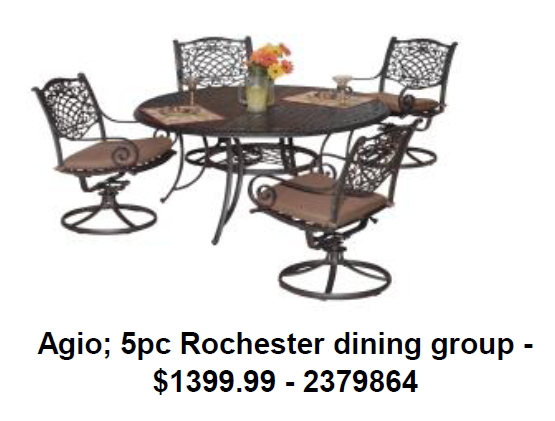 Agio; 5pc Rochester dining group -
$1399.99 - 2379864